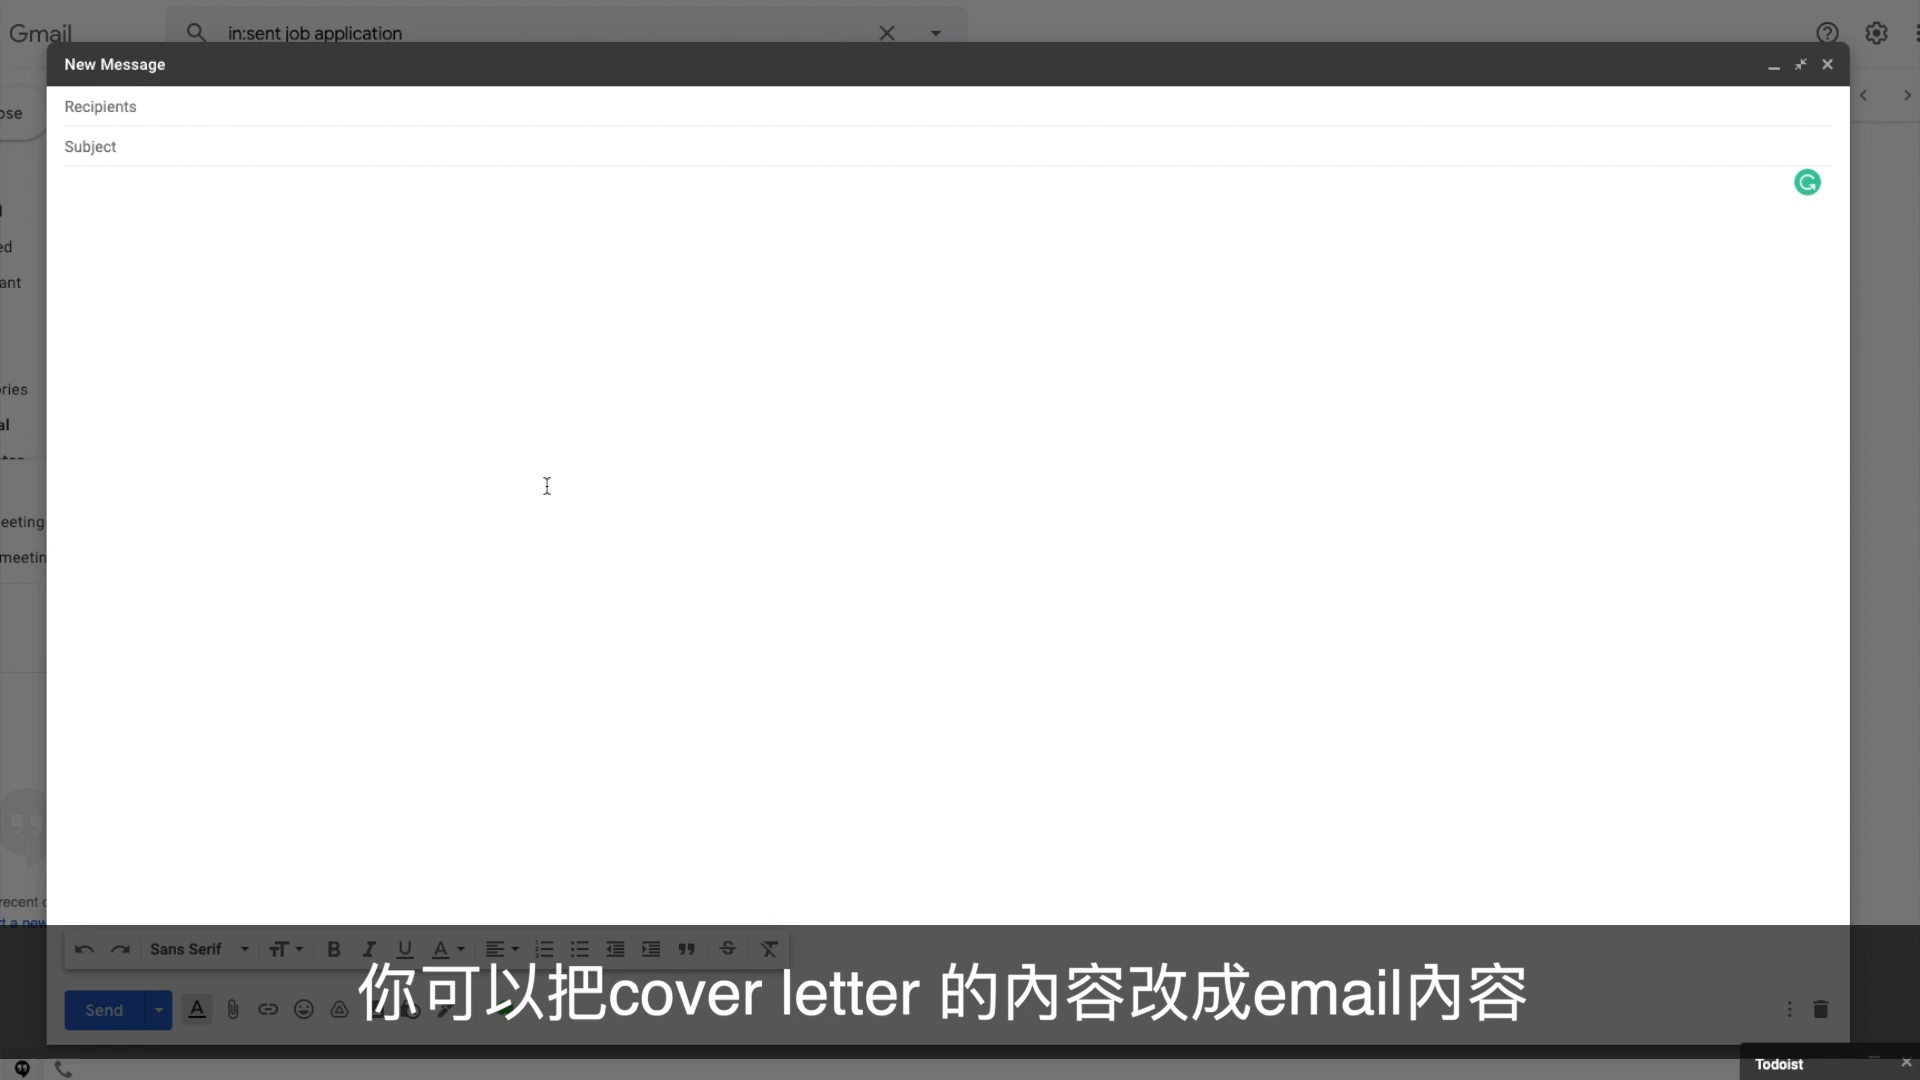 Gmail
in:sent job application
New Message
Recipients
ose
Subject
ed
ant
ries
al
eeting
meetin
recent
t a new
Sans Serif
你可以把cover letter 的內容改成email內容
Send
Todoist